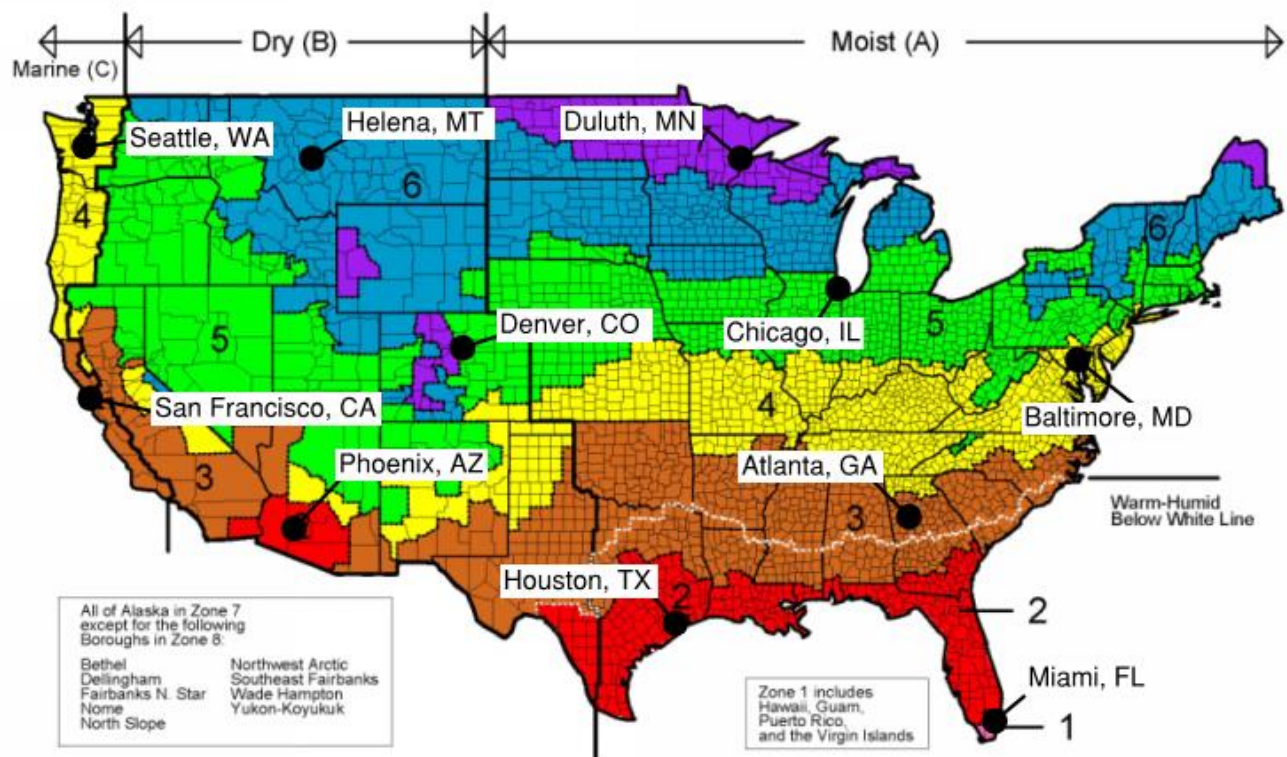 Dry (B)
Moist (A)
Marine (C)
Seattle, WA
Helena, MT
Duluth, MN
6
6
4
Denver, CO
Chicago, IL
5
5
San Francisco, CA
4
Baltimore, MD
Phoenix, AZ
Atlanta, GA
3
3
Warm-Humid
Below White Line
Houston, TX
2
2
All of Alaska in Zone 7
except for the following
Boroughs in Zone 8:
Bethel
Dellingham
Fairbanks N. Star
Nome
North Slope
Northwest Arctic
Southeast Fairbanks
Wade Hampton
Yukon-Koyukuk
Zone 1 includes
Hawaii, Guam,
Puerto Rico,
and the Virgin Islands
Miami, FL
1